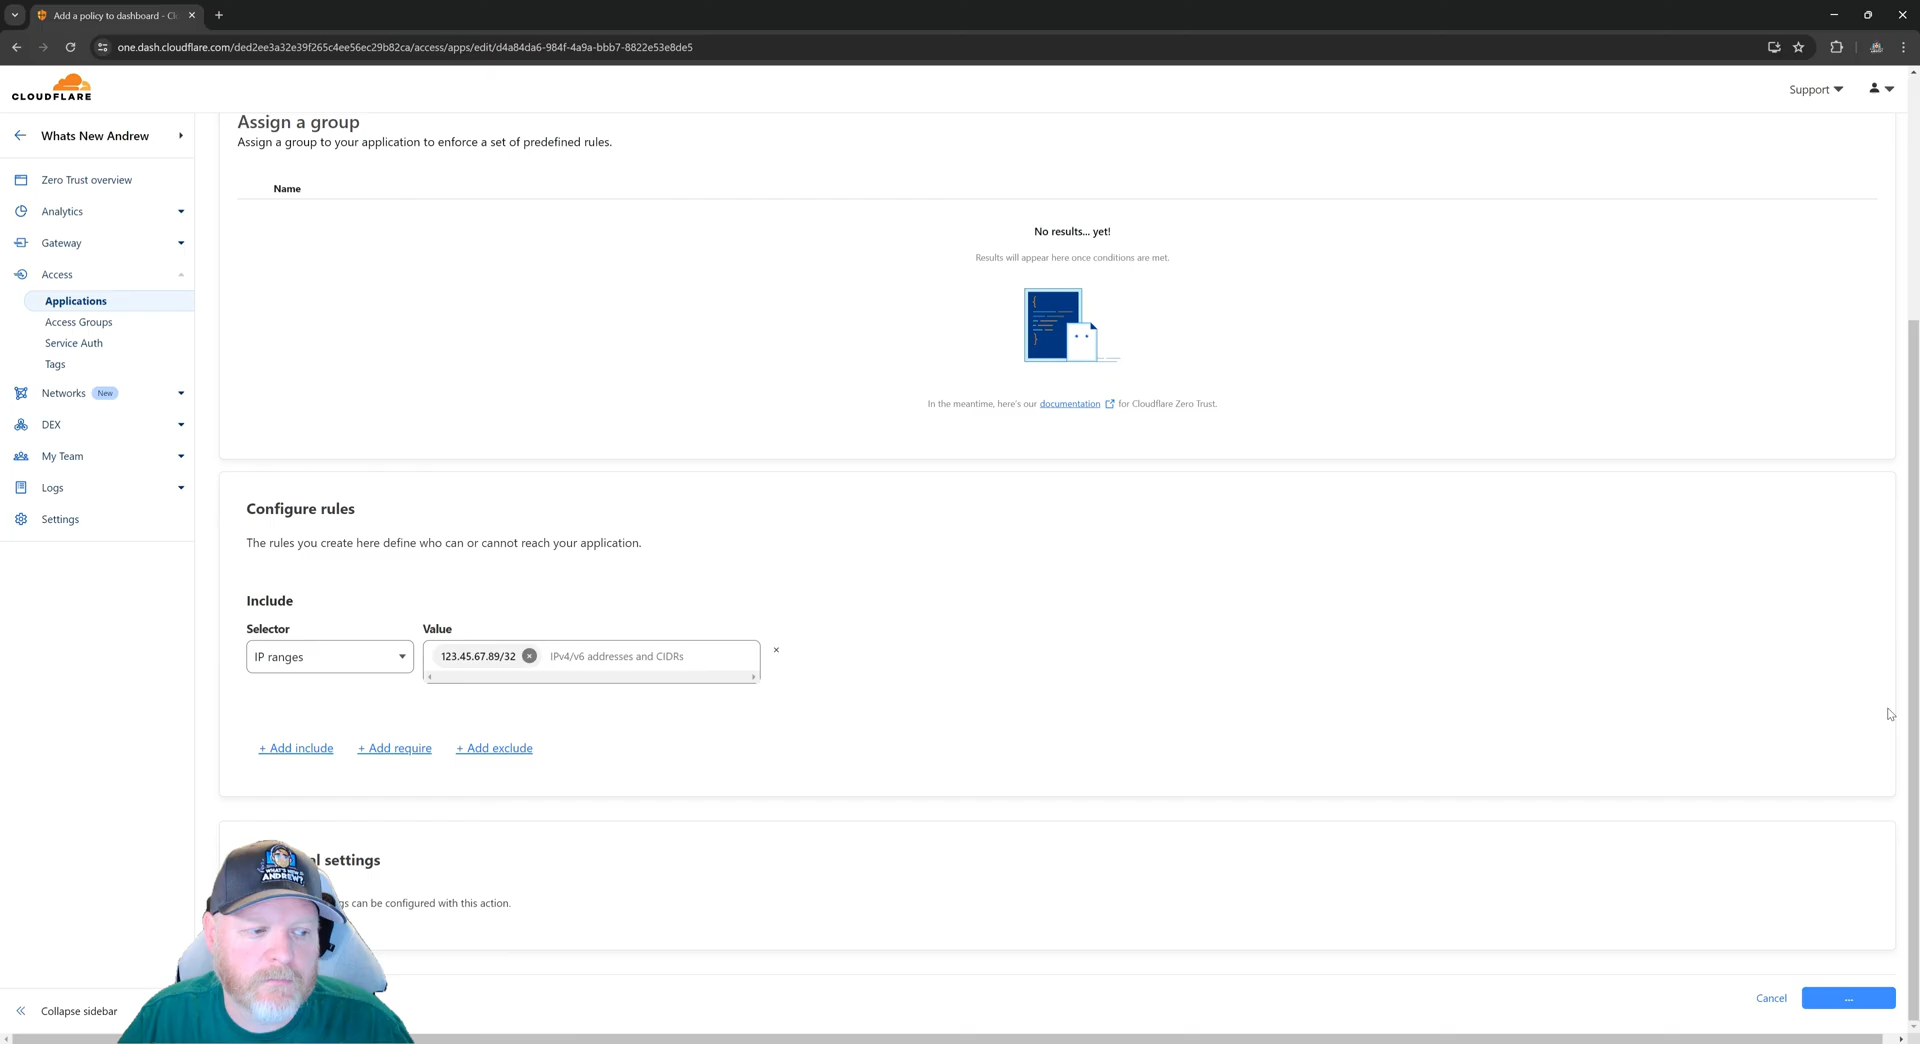 Add a policy to dashboard - Cl
one.dash.cloudflare.com/ded2ee3a32e39f265c4ee56ec29b82ca/access/apps/edit/d4a84da6-984f-4a9a-bbb7-8822e53e8de5
CLOUDFLARE
Support
Whats New Andrew
Zero Trust overview
Analytics
Gateway
Access
Applications
Access Groups
Service Auth
Tags
Networks New
DEX
My Team
Logs
Settings
Collapse sidebar
Assign a group
Assign a group to your application to enforce a set of predefined rules.
Name
No results... yet!
Results will appear here once conditions are met.
In the meantime, here's our documentation for Cloudflare Zero Trust.
Configure rules
The rules you create here define who can or cannot reach your application.
Include
Selector Value
IP ranges 123.45.67.89/32 IPv4/v6 addresses and CIDRs
+ Add include + Add require + Add exclude
settings
can be configured with this action.
WHAT'S NEW
ANDREW?
Cancel ...